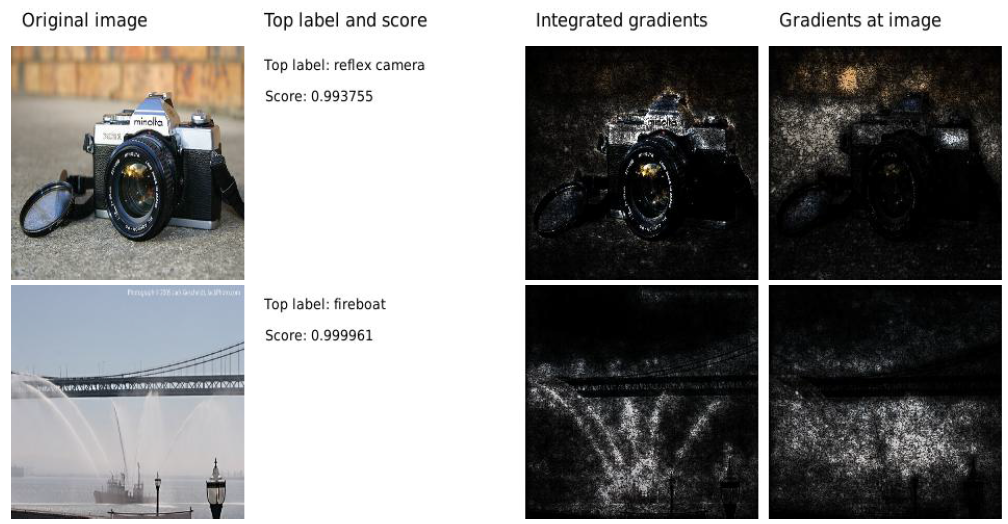 Original image
Top label and score
Integrated gradients
Gradients at image
Top label: reflex camera
Score: 0.993755
minolta
minolta
Top label: fireboat
Score: 0.999961